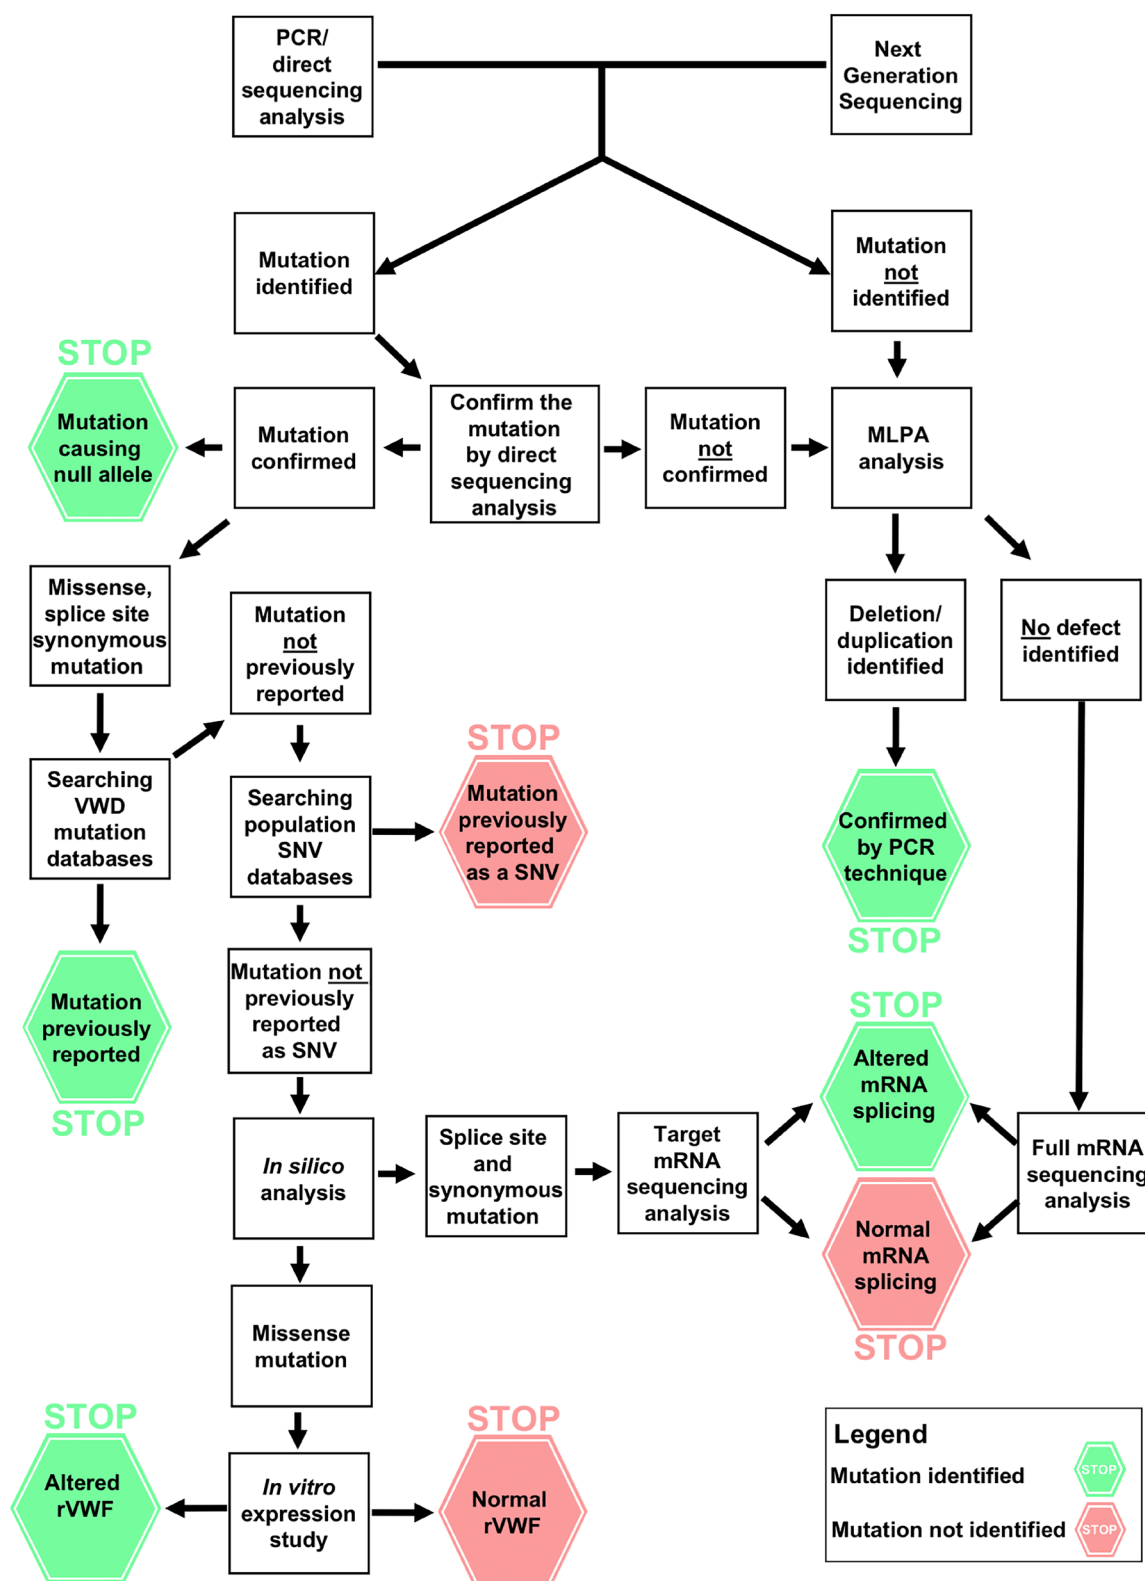 PCR/
direct
sequencing
analysis
Next
Generation
Sequencing
Mutation
identified
Mutation
not
identified
STOP
Mutation
causing
null allele
Mutation
confirmed
Confirm the
mutation
by direct
sequencing
analysis
Mutation
not
confirmed
MLPA
analysis
Missense,
splice site
synonymous
mutation
Mutation
not
previously
reported
Deletion/
duplication
identified
No defect
identified
Searching
VWD
mutation
databases
Searching
population
SNV
databases
STOP
Mutation
previously
reported
as a SNV
Confirmed
by PCR
technique
STOP
Mutation
previously
reported
STOP
Mutation not
previously
reported
as SNV
STOP
Altered
mRNA
splicing
In silico
analysis
Splice site
and
synonymous
mutation
Target
mRNA
sequencing
analysis
Full mRNA
sequencing
analysis
Normal
mRNA
splicing
STOP
Missense
mutation
STOP
Altered
rVWF
In vitro
expression
study
STOP
Normal
rVWF
Legend
Mutation identified
STOP
Mutation not identified
STOP